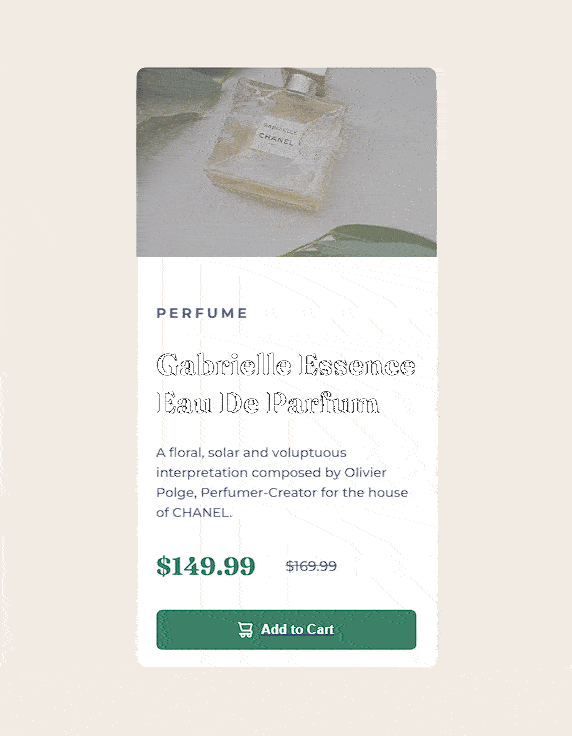 GABRIELLE
CHANEL
PERFUME
Gabrielle Essence
Eau De Parfum
A floral, solar and voluptuous
interpretation composed by Olivier
Polge, Perfumer-Creator for the house
of CHANEL.
$149.99 $169.99
Add to Cart